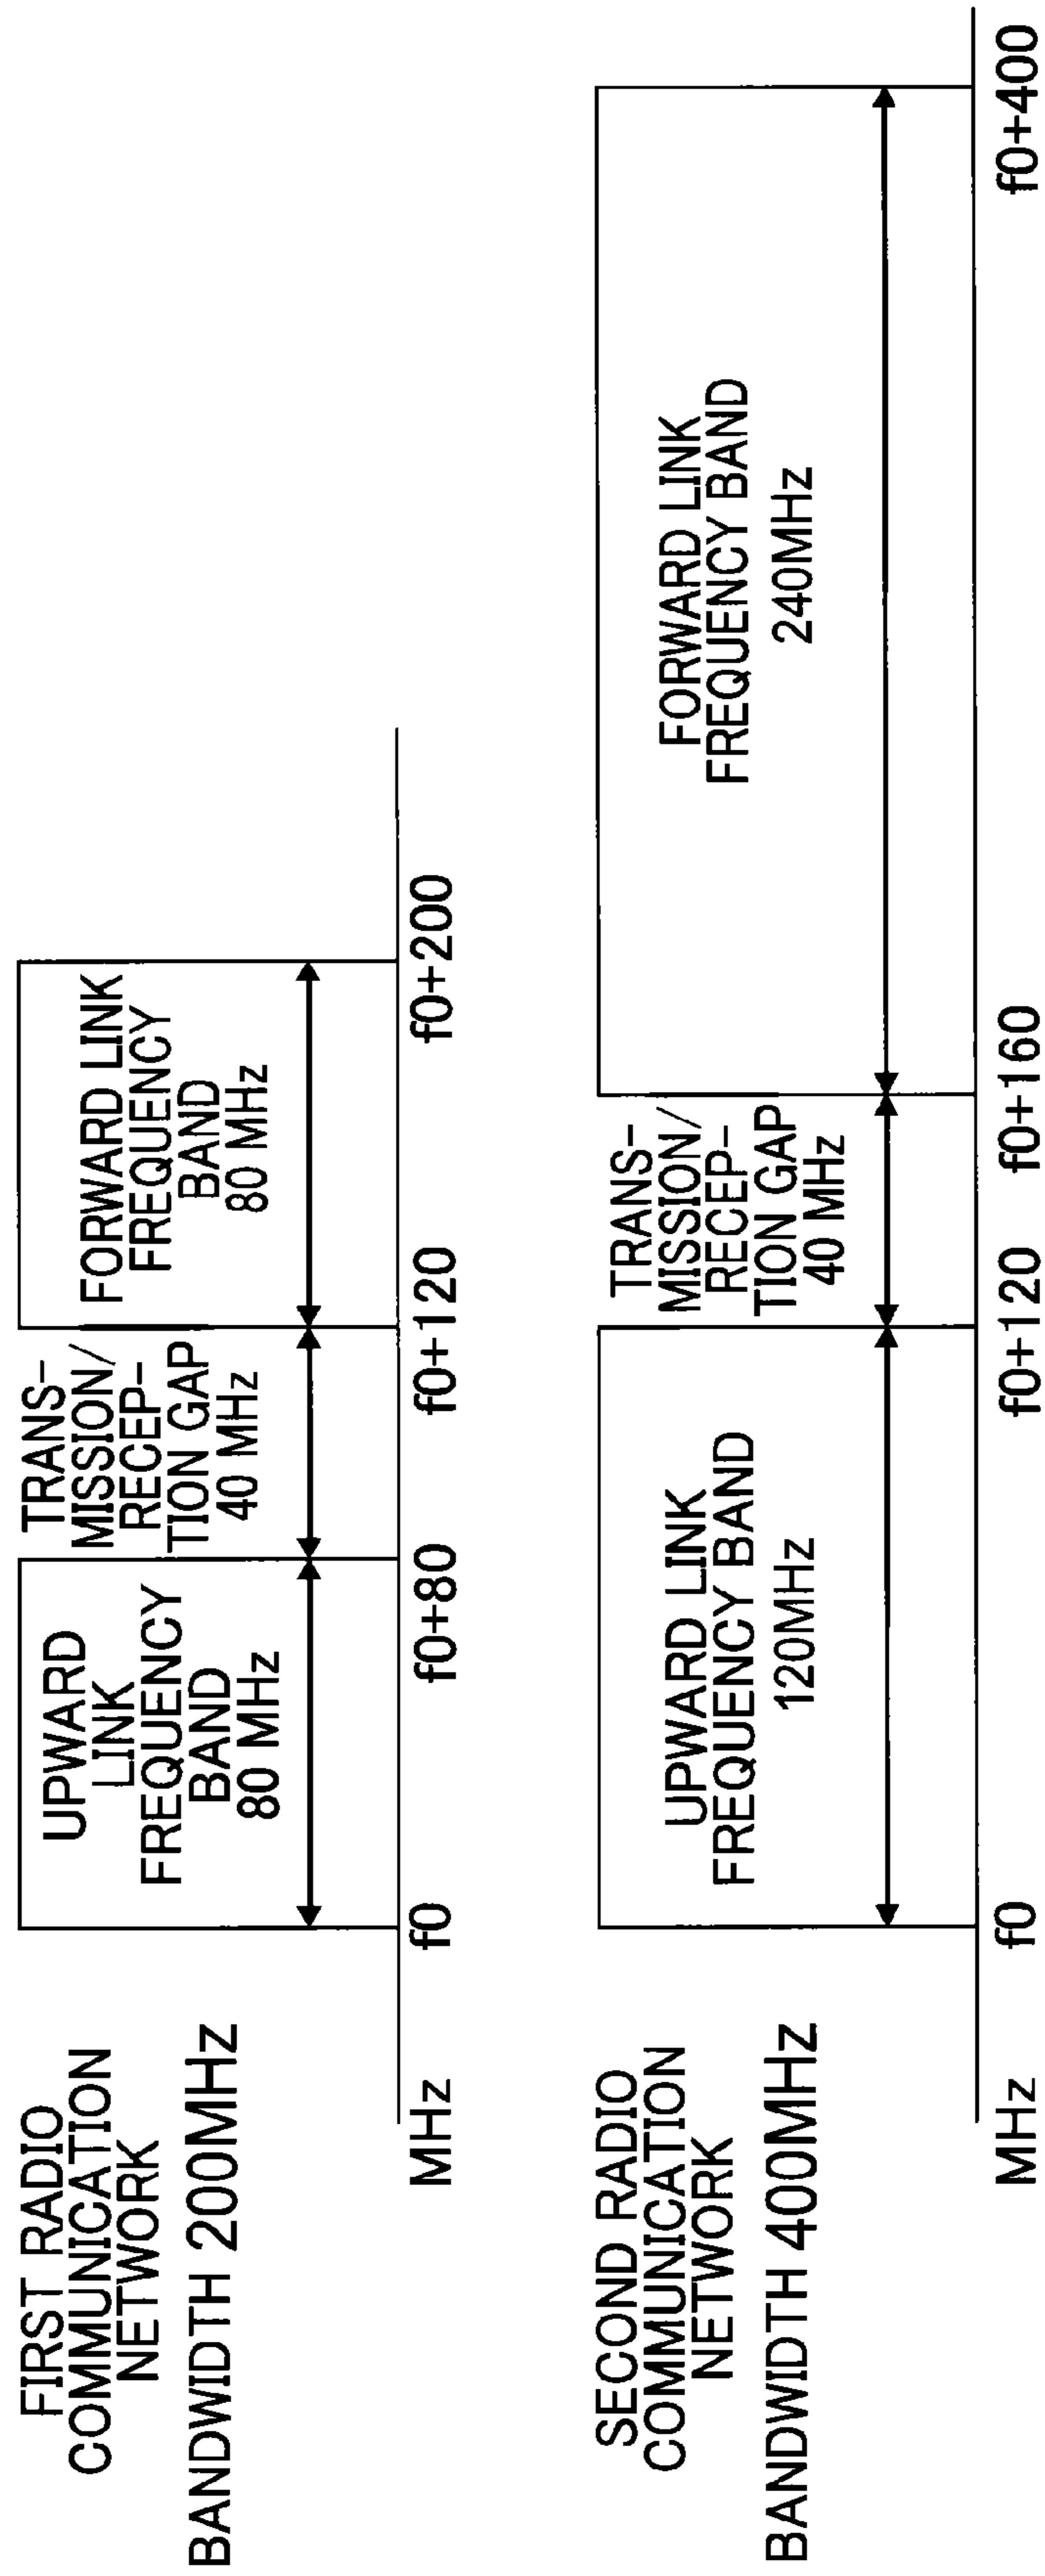 FIRST RADIO
COMMUNICATION
NETWORK
BANDWIDTH 200MHz
UPWARD
LINK
FREQUENCY
BAND
80 MHz
TRANS-
MISSION/
RECEP-
TION GAP
40 MHz
FORWARD LINK
FREQUENCY
BAND
80 MHz
MHz
f0
f0+80
f0+120
f0+200
SECOND RADIO
COMMUNICATION
NETWORK
BANDWIDTH 400MHz
UPWARD LINK
FREQUENCY BAND
120MHz
TRANS-
MISSION/
RECEP-
TION GAP
40 MHz
FORWARD LINK
FREQUENCY BAND
240MHz
MHz
f0
f0+120
f0+160
f0+400